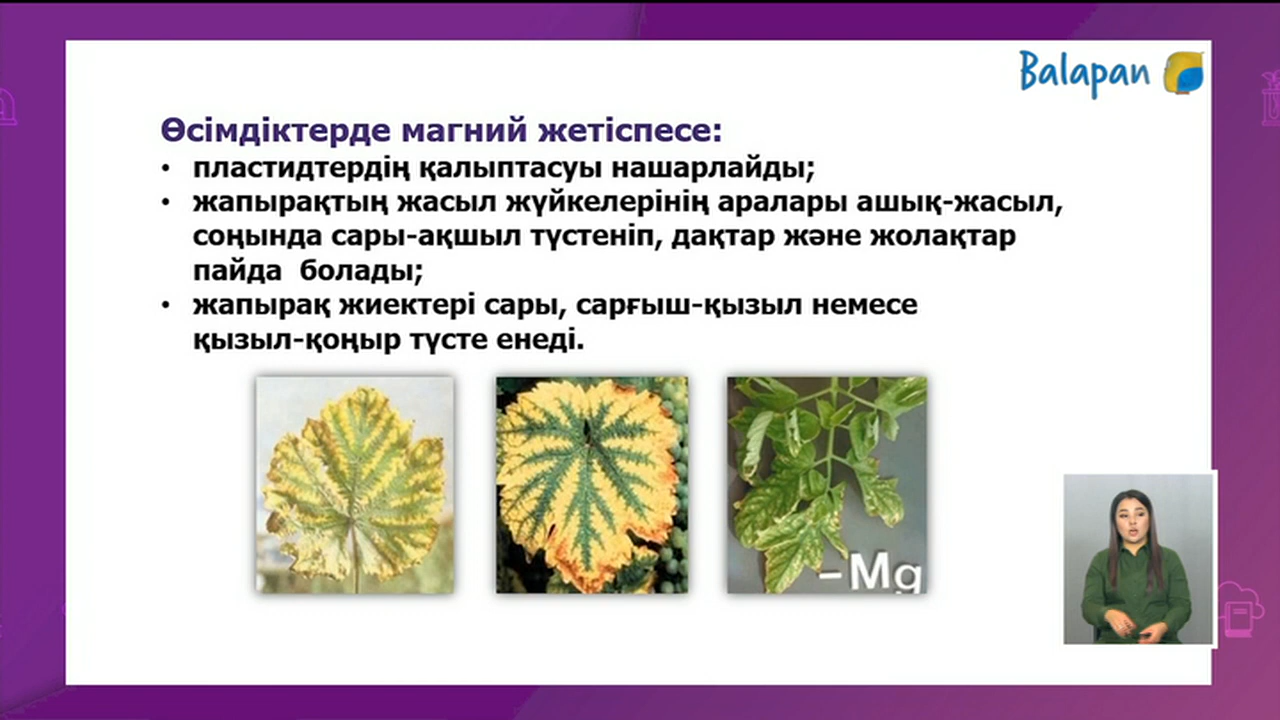 Balapan
Өсімдіктерде магний жетіспесе:
• пластидтердің қалыптасуы нашарлайды;
• жапырақтың жасыл жүйкелерінің аралары ашық-жасыл,
соңында сары-ақшыл түстеніп, дақтар және жолақтар
пайда болады;
• жапырақ жиектері сары, сарғыш-қызыл немесе
қызыл-қоңыр түсте енеді.
–Mg